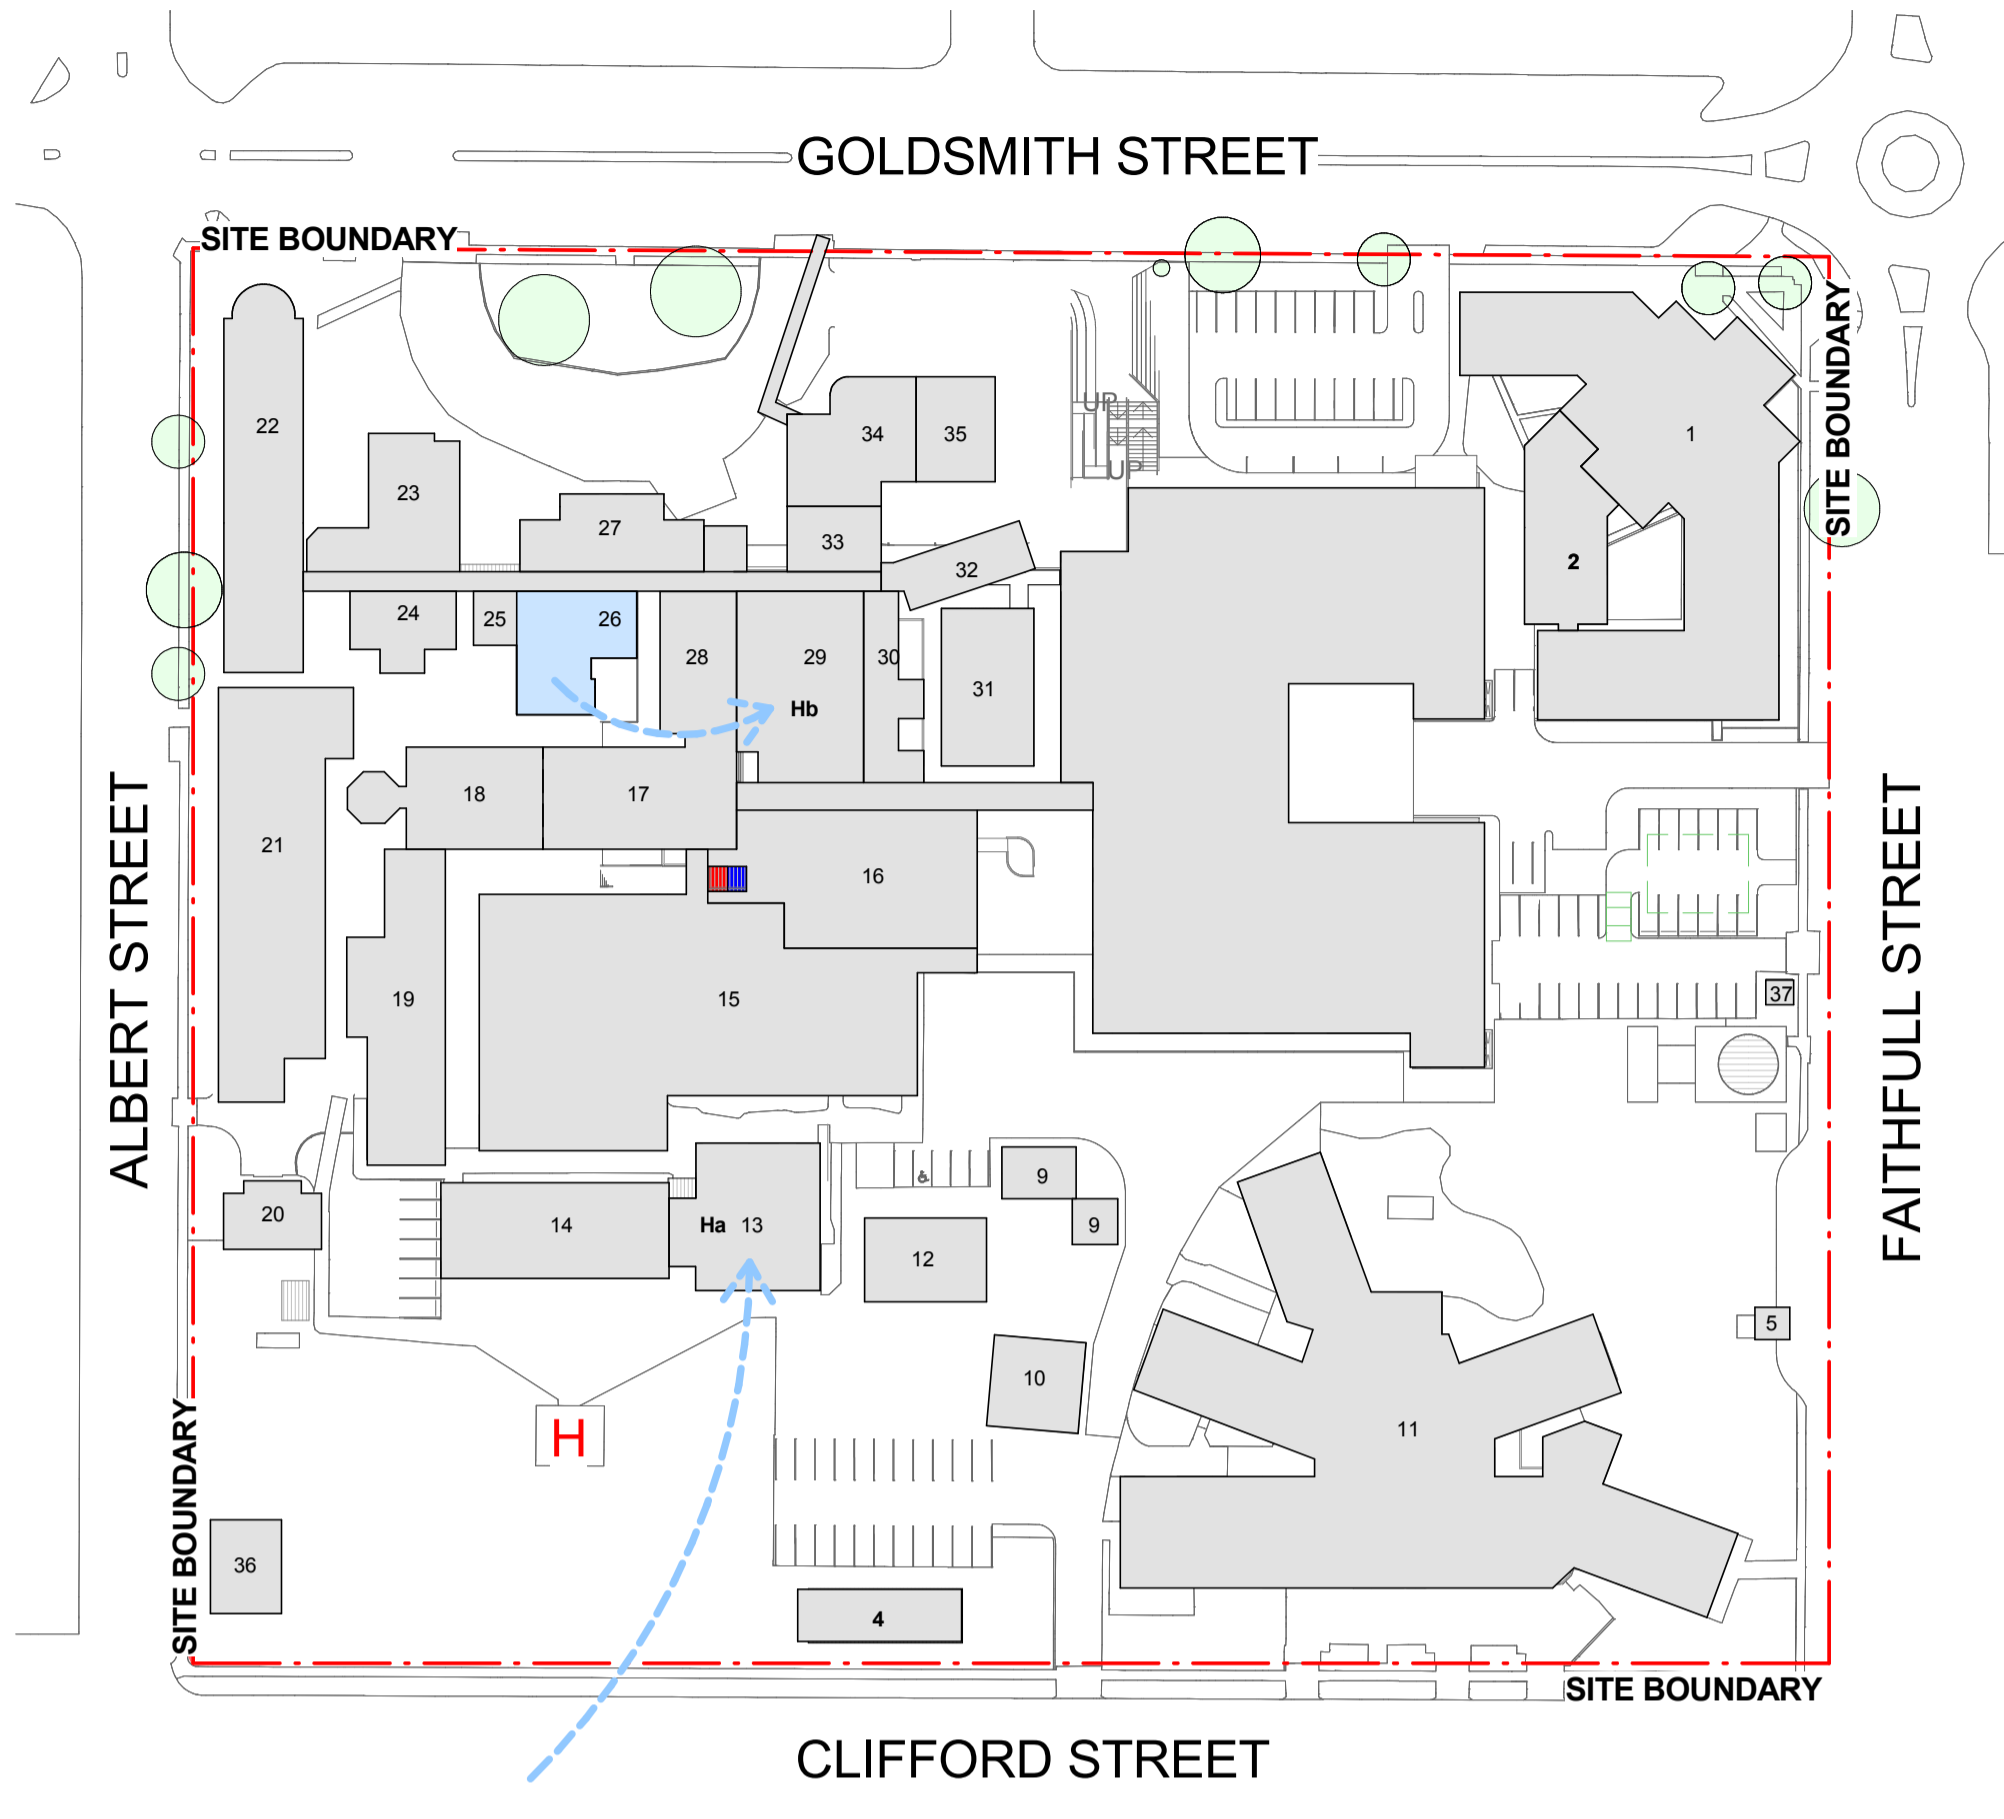 GOLDSMITH STREET
SITE BOUNDARY
SITE BOUNDARY
22
34
35
1
UP
UP
23
27
33
32
2
24
25
26
28
29
30
31
Hb
18
17
21
16
ALBERT STREET
FAITHFULL STREET
19
15
37
9
9
20
14
Ha
13
12
5
10
11
H
SITE BOUNDARY
36
4
SITE BOUNDARY
CLIFFORD STREET